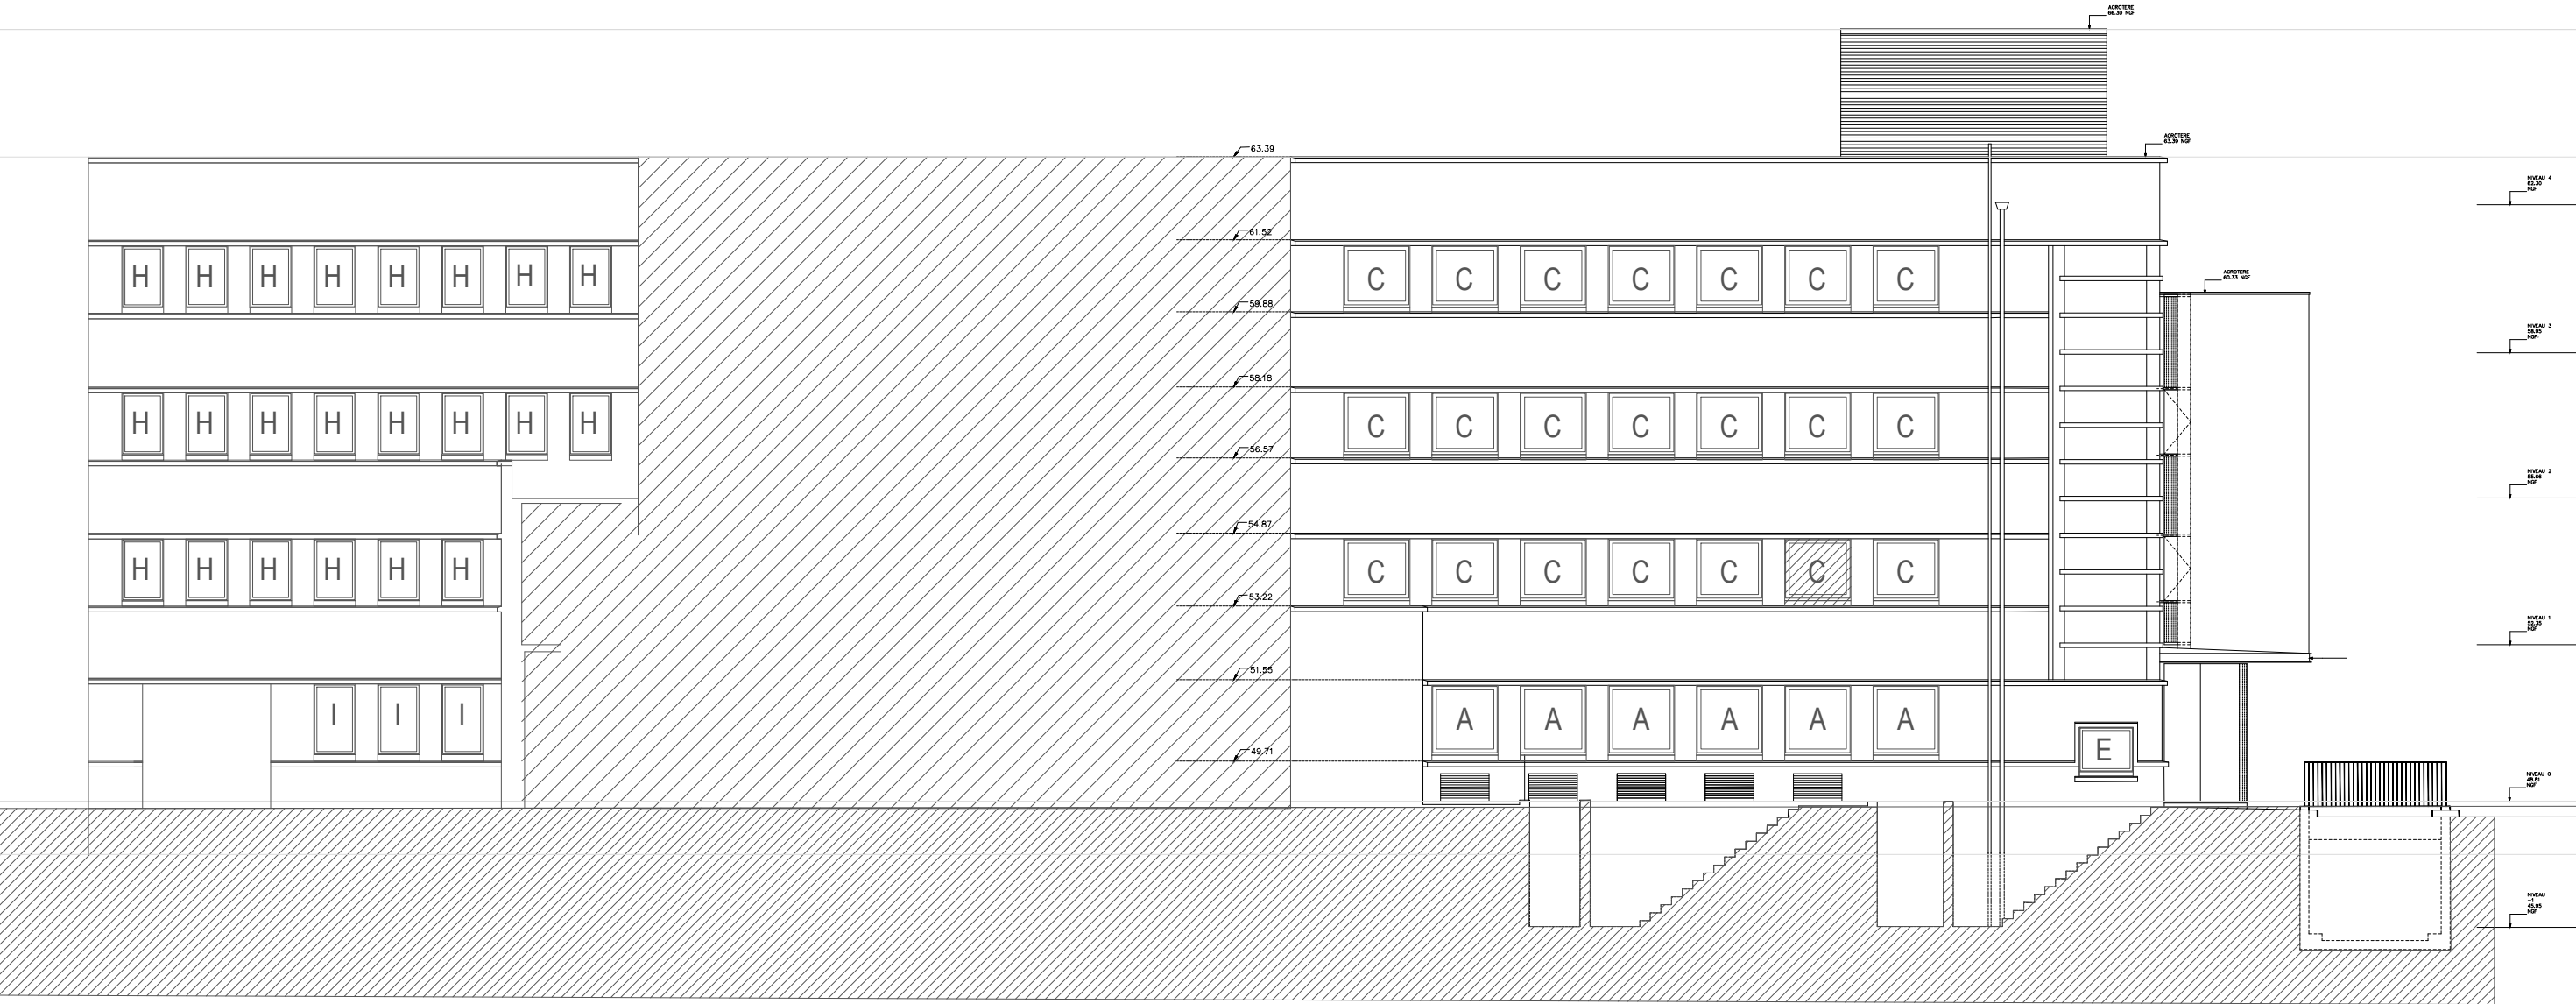 ACROTERE
66.30 NGF
63.39
ACROTERE
63.39 NGF
NIVEAU 4
62.30
NGF
61.52
H H H H H H H H
C C C C C C C
ACROTERE
60.33 NGF
59.88
NIVEAU 3
58.95
NGF
58.18
H H H H H H H H
C C C C C C C
56.57
NIVEAU 2
55.66
NGF
54.87
H H H H H H
C C C C C C C
53.22
NIVEAU 1
52.35
NGF
51.55
I I I
A A A A A A
E
49.71
NIVEAU 0
48.81
NGF
NIVEAU
-1
45.95
NGF